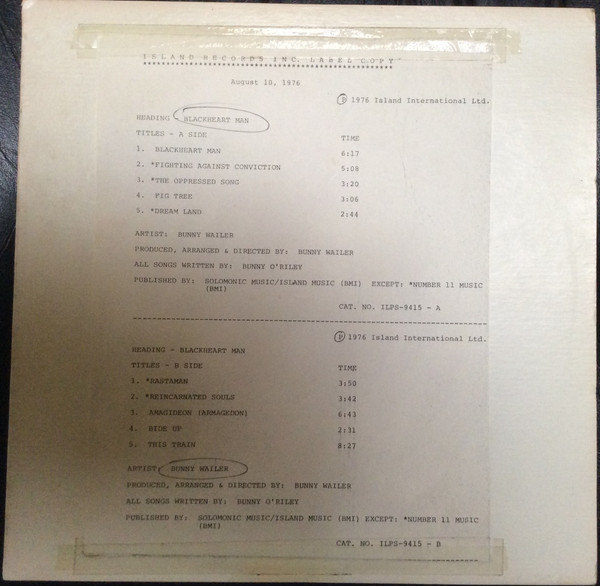 ISLAND RECORDS INC. LABEL COPY
August 10, 1976
Ⓟ 1976 Island International Ltd.
HEADING - BLACKHEART MAN
TITLES - A SIDE TIME
1. BLACKHEART MAN 6:17
2. *FIGHTING AGAINST CONVICTION 5:08
3. *THE OPPRESSED SONG 3:20
4. FIG TREE 3:06
5. *DREAM LAND 2:44
ARTIST: BUNNY WAILER
PRODUCED, ARRANGED & DIRECTED BY: BUNNY WAILER
ALL SONGS WRITTEN BY: BUNNY O'RILEY
PUBLISHED BY: SOLOMONIC MUSIC/ISLAND MUSIC (BMI) EXCEPT: *NUMBER 11 MUSIC
(BMI)
CAT. NO. ILPS-9415 - A
Ⓟ 1976 Island International Ltd.
HEADING - BLACKHEART MAN
TITLES - B SIDE TIME
1. *RASTAMAN 3:50
2. *REINCARNATED SOULS 3:42
3. AMAGIDEON (ARMAGEDON) 6:43
4. RIDE UP 2:31
5. THIS TRAIN 8:27
ARTIST: BUNNY WAILER
PRODUCED, ARRANGED & DIRECTED BY: BUNNY WAILER
ALL SONGS WRITTEN BY: BUNNY O'RILEY
PUBLISHED BY: SOLOMONIC MUSIC/ISLAND MUSIC (BMI) EXCEPT: *NUMBER 11 MUSIC
(BMI)
CAT. NO. ILPS-9415 - B